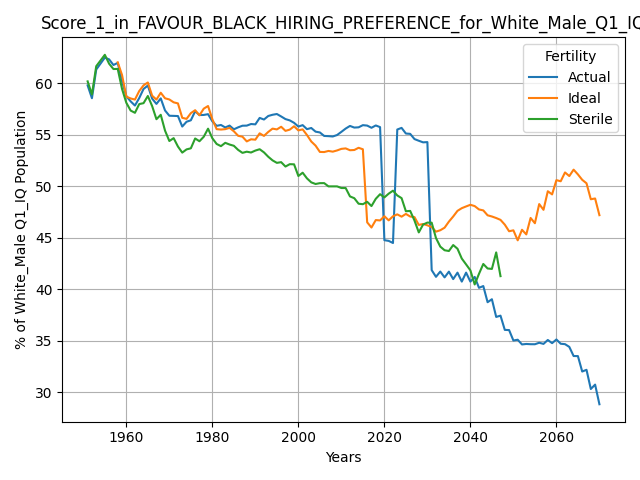 Score_1_in_FAVOUR_BLACK_HIRING_PREFERENCE_for_White_Male_Q1_IQ
Fertility
Actual
Ideal
Sterile
% of White_Male Q1_IQ Population
60
55
50
45
40
35
30
1960 1980 2000 2020 2040 2060
Years